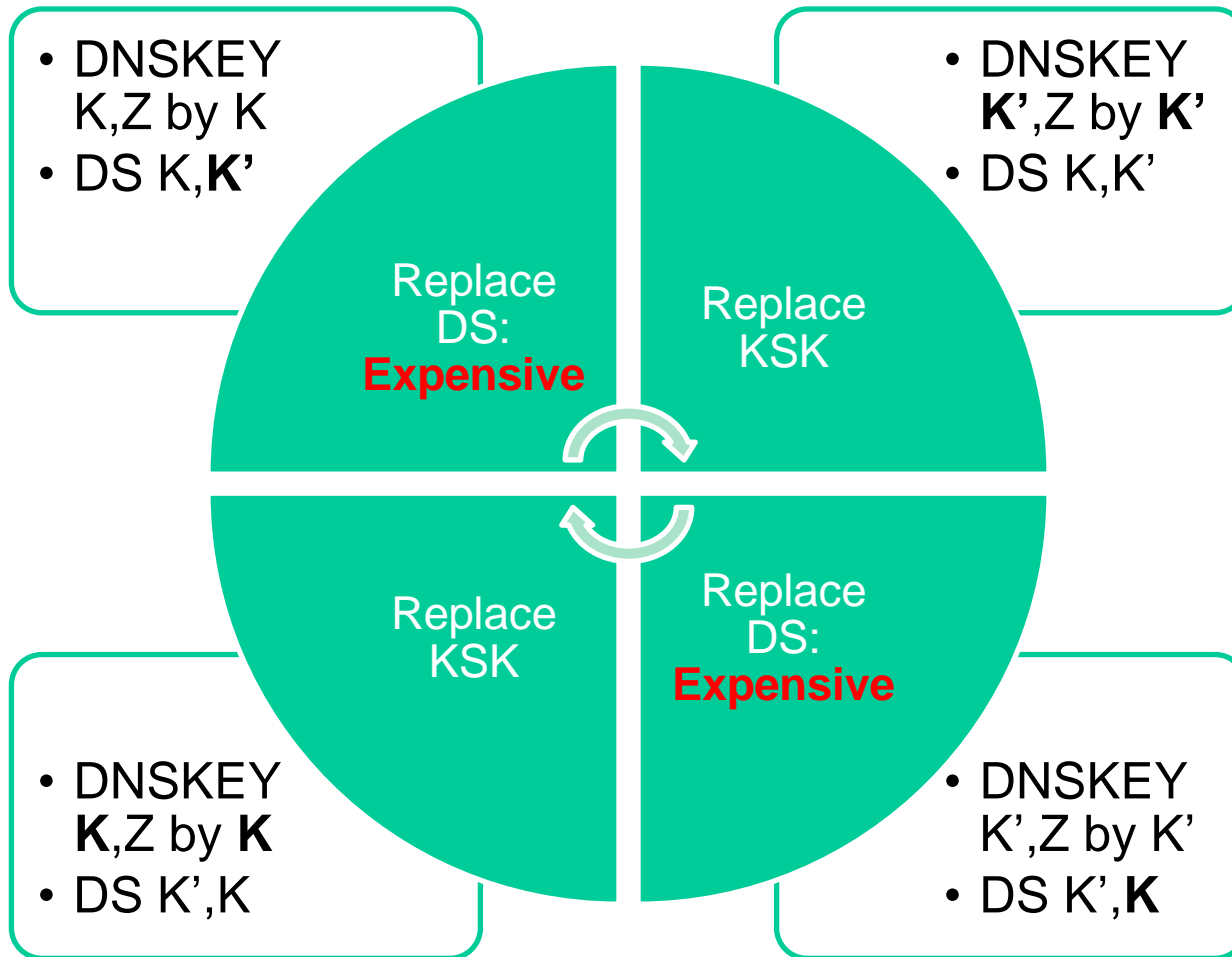 • DNSKEY
K,Z by K
• DS K,K’
• DNSKEY
K’,Z by K’
• DS K,K’
Replace
DS:
Expensive
Replace
KSK
Replace
KSK
Replace
DS:
Expensive
• DNSKEY
K,Z by K
• DS K’,K
• DNSKEY
K’,Z by K’
• DS K’,K